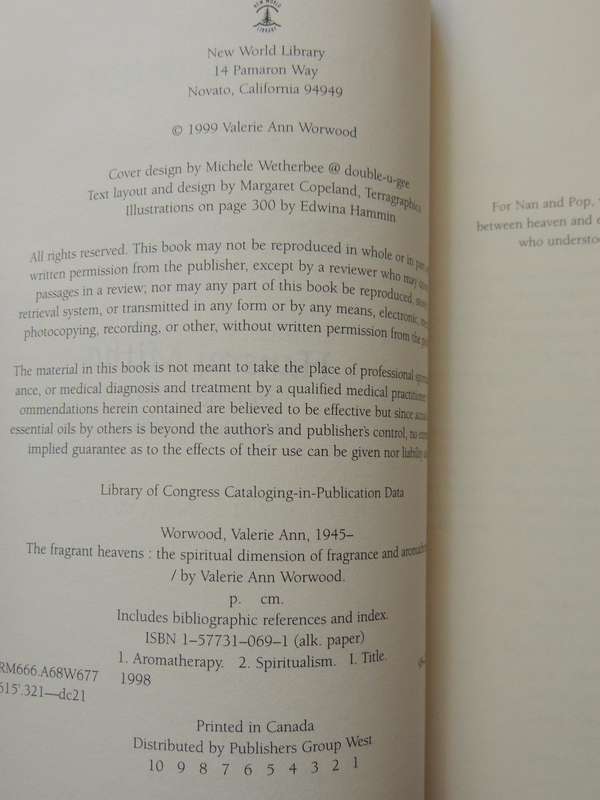 NEW WORLD
LIBRARY
New World Library
14 Pamaron Way
Novato, California 94949
© 1999 Valerie Ann Worwood
Cover design by Michele Wetherbee @ double-u-gee
Text layout and design by Margaret Copeland, Terragraphics
Illustrations on page 300 by Edwina Hammin
All rights reserved. This book may not be reproduced in whole or in part
written permission from the publisher, except by a reviewer who may
passages in a review; nor may any part of this book be reproduced,
retrieval system, or transmitted in any form or by any means, electronic,
photocopying, recording, or other, without written permission from the
The material in this book is not meant to take the place of professional
ance, or medical diagnosis and treatment by a qualified medical practitioner.
ommendations herein contained are believed to be effective but since
essential oils by others is beyond the author's and publisher's control, no
implied guarantee as to the effects of their use can be given nor liability
Library of Congress Cataloging-in-Publication Data
Worwood, Valerie Ann, 1945–
The fragrant heavens : the spiritual dimension of fragrance and
/ by Valerie Ann Worwood.
p. cm.
Includes bibliographic references and index.
ISBN 1–57731–069–1 (alk. paper)
1. Aromatherapy. 2. Spiritualism. I. Title.
RM666.A68W677 1998
615'.321—dc21
Printed in Canada
Distributed by Publishers Group West
10 9 8 7 6 5 4 3 2 1
For Nan and Pop,
between heaven and
who